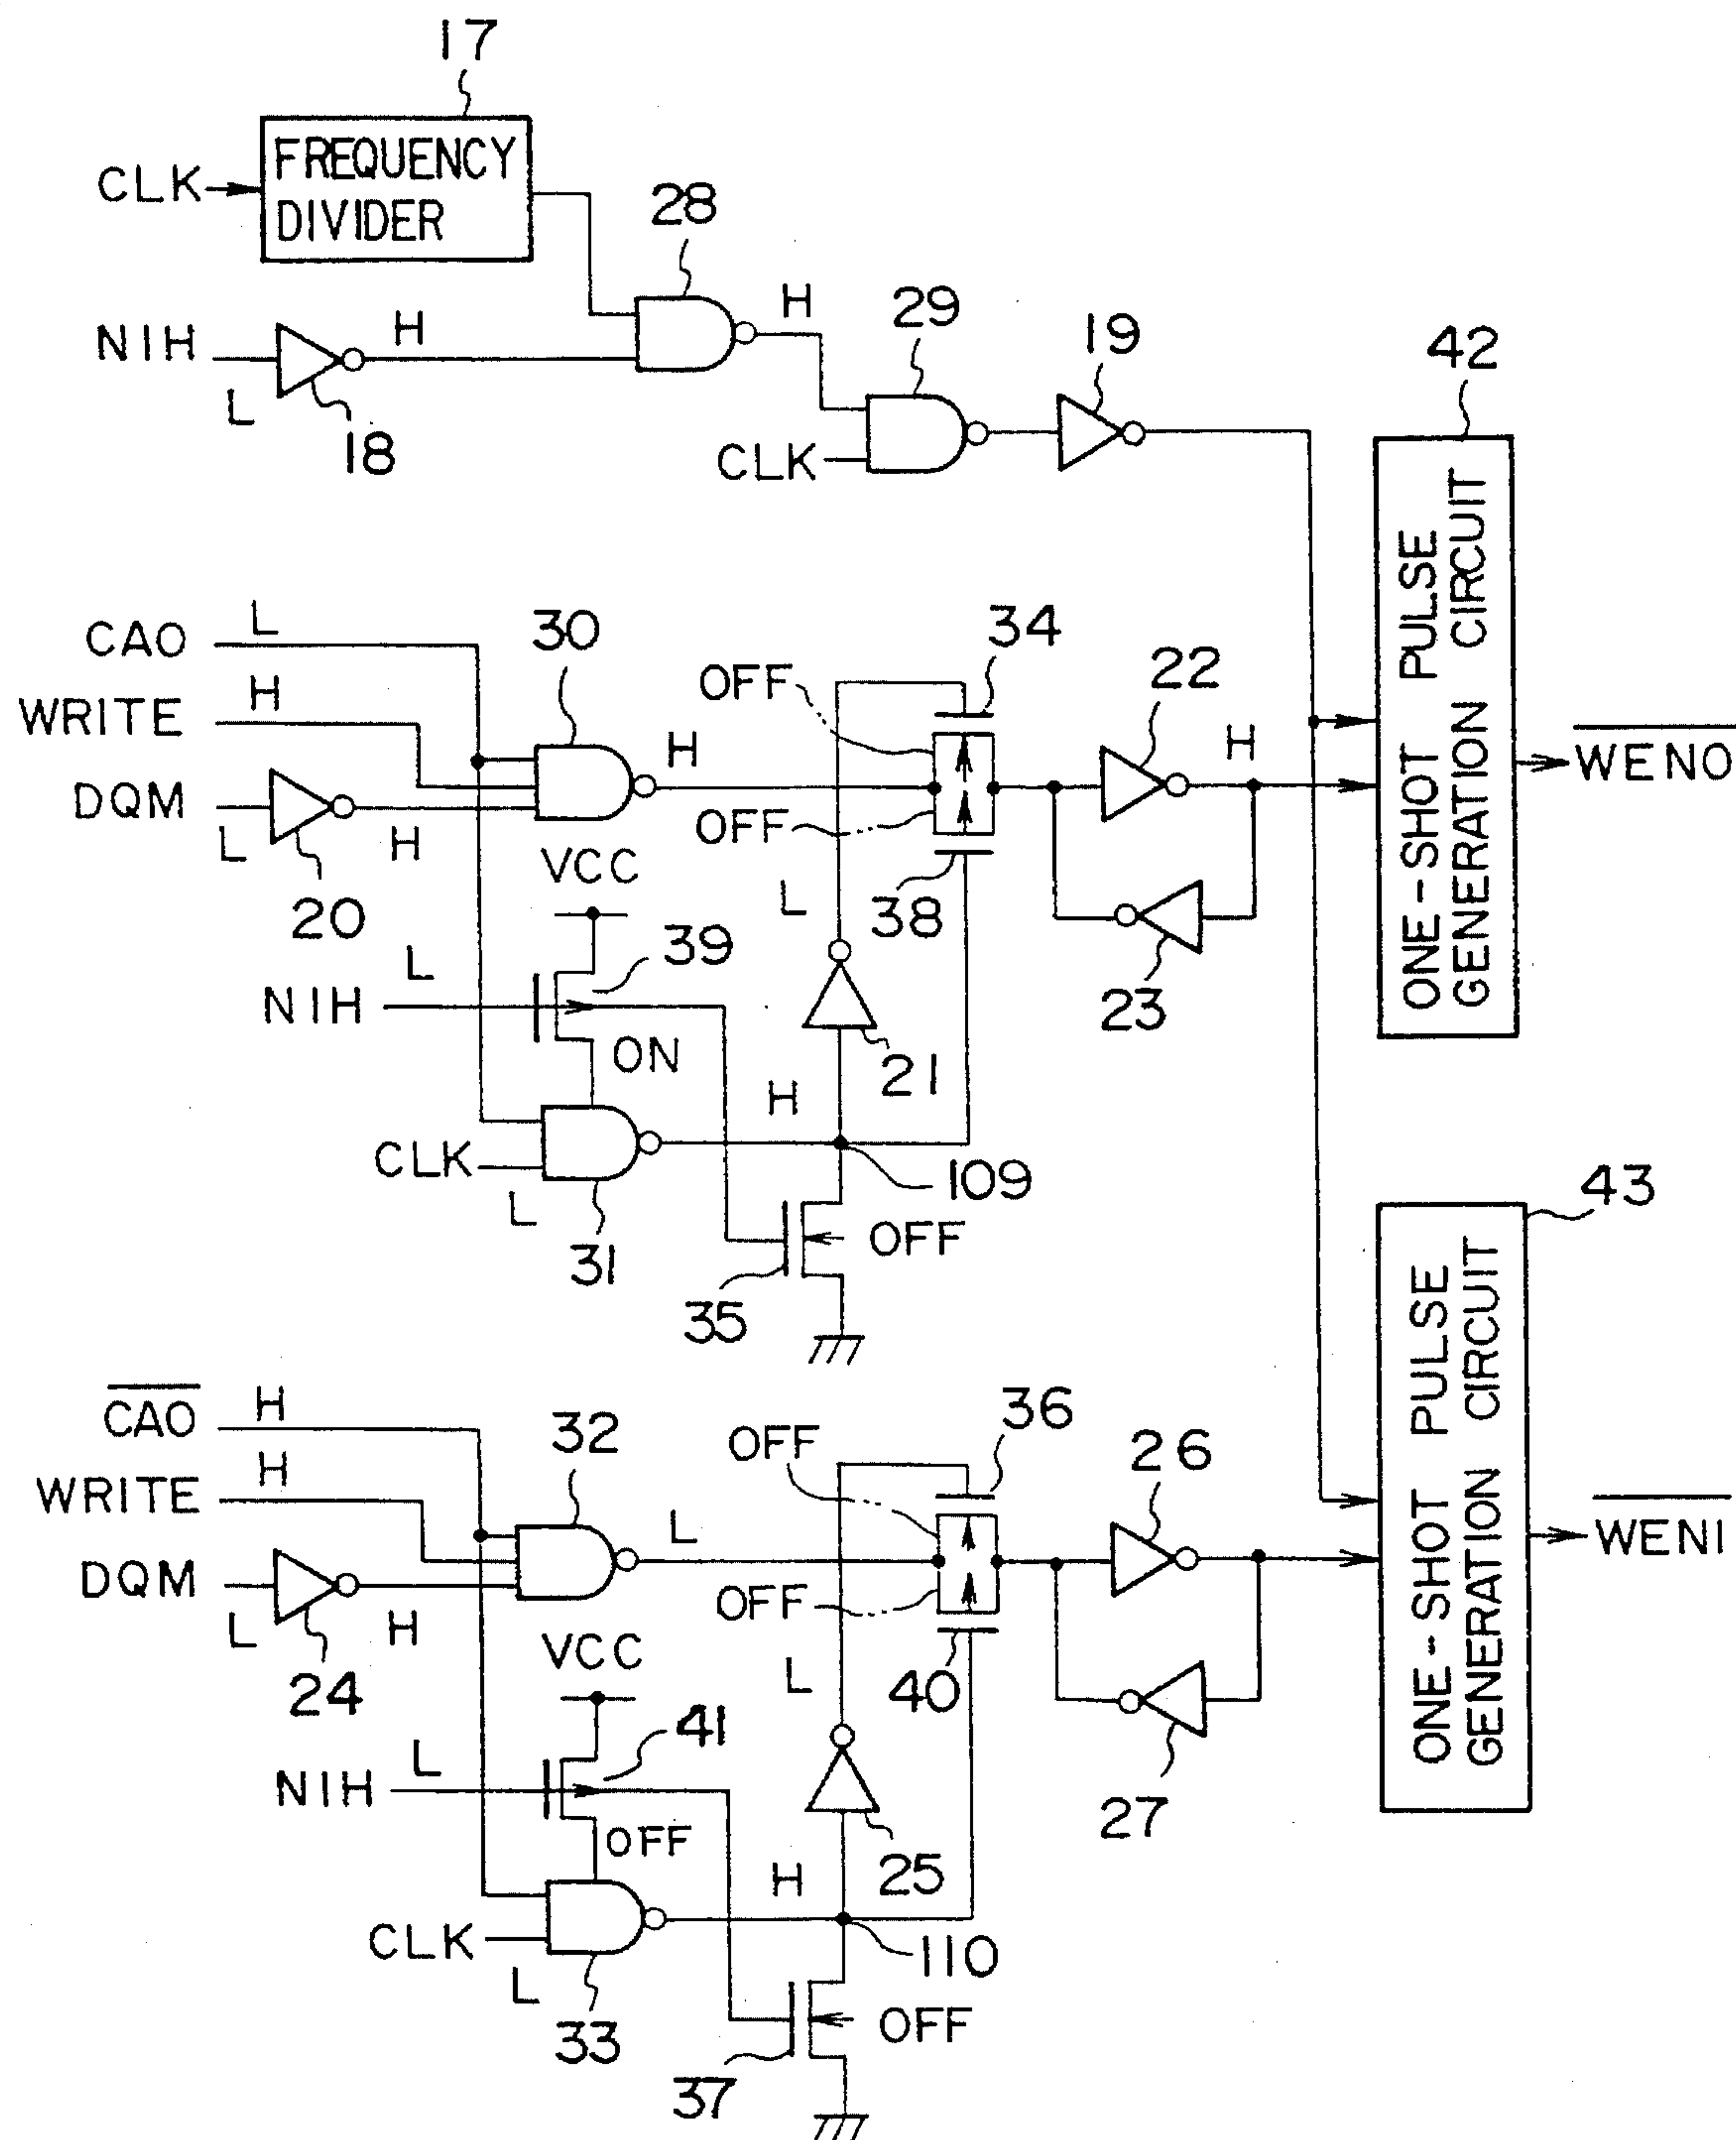 17
FREQUENCY
DIVIDER
CLK
28
H
29
19
NIH
H
L
18
CLK
42
ONE-SHOT PULSE
GENERATION CIRCUIT
WENO
CAO
L
30
34
WRITE
H
OFF
22
H
H
DQM
L
H
OFF
20
VCC
L
38
23
L
39
NIH
ON
21
H
CLK
L
109
31
OFF
35
43
ONE-SHOT PULSE
GENERATION CIRCUIT
WENI
CAO
H
32
36
WRITE
H
OFF
26
L
DQM
L
H
OFF
24
VCC
L
40
27
L
41
NIH
OFF
25
H
CLK
L
110
33
OFF
37